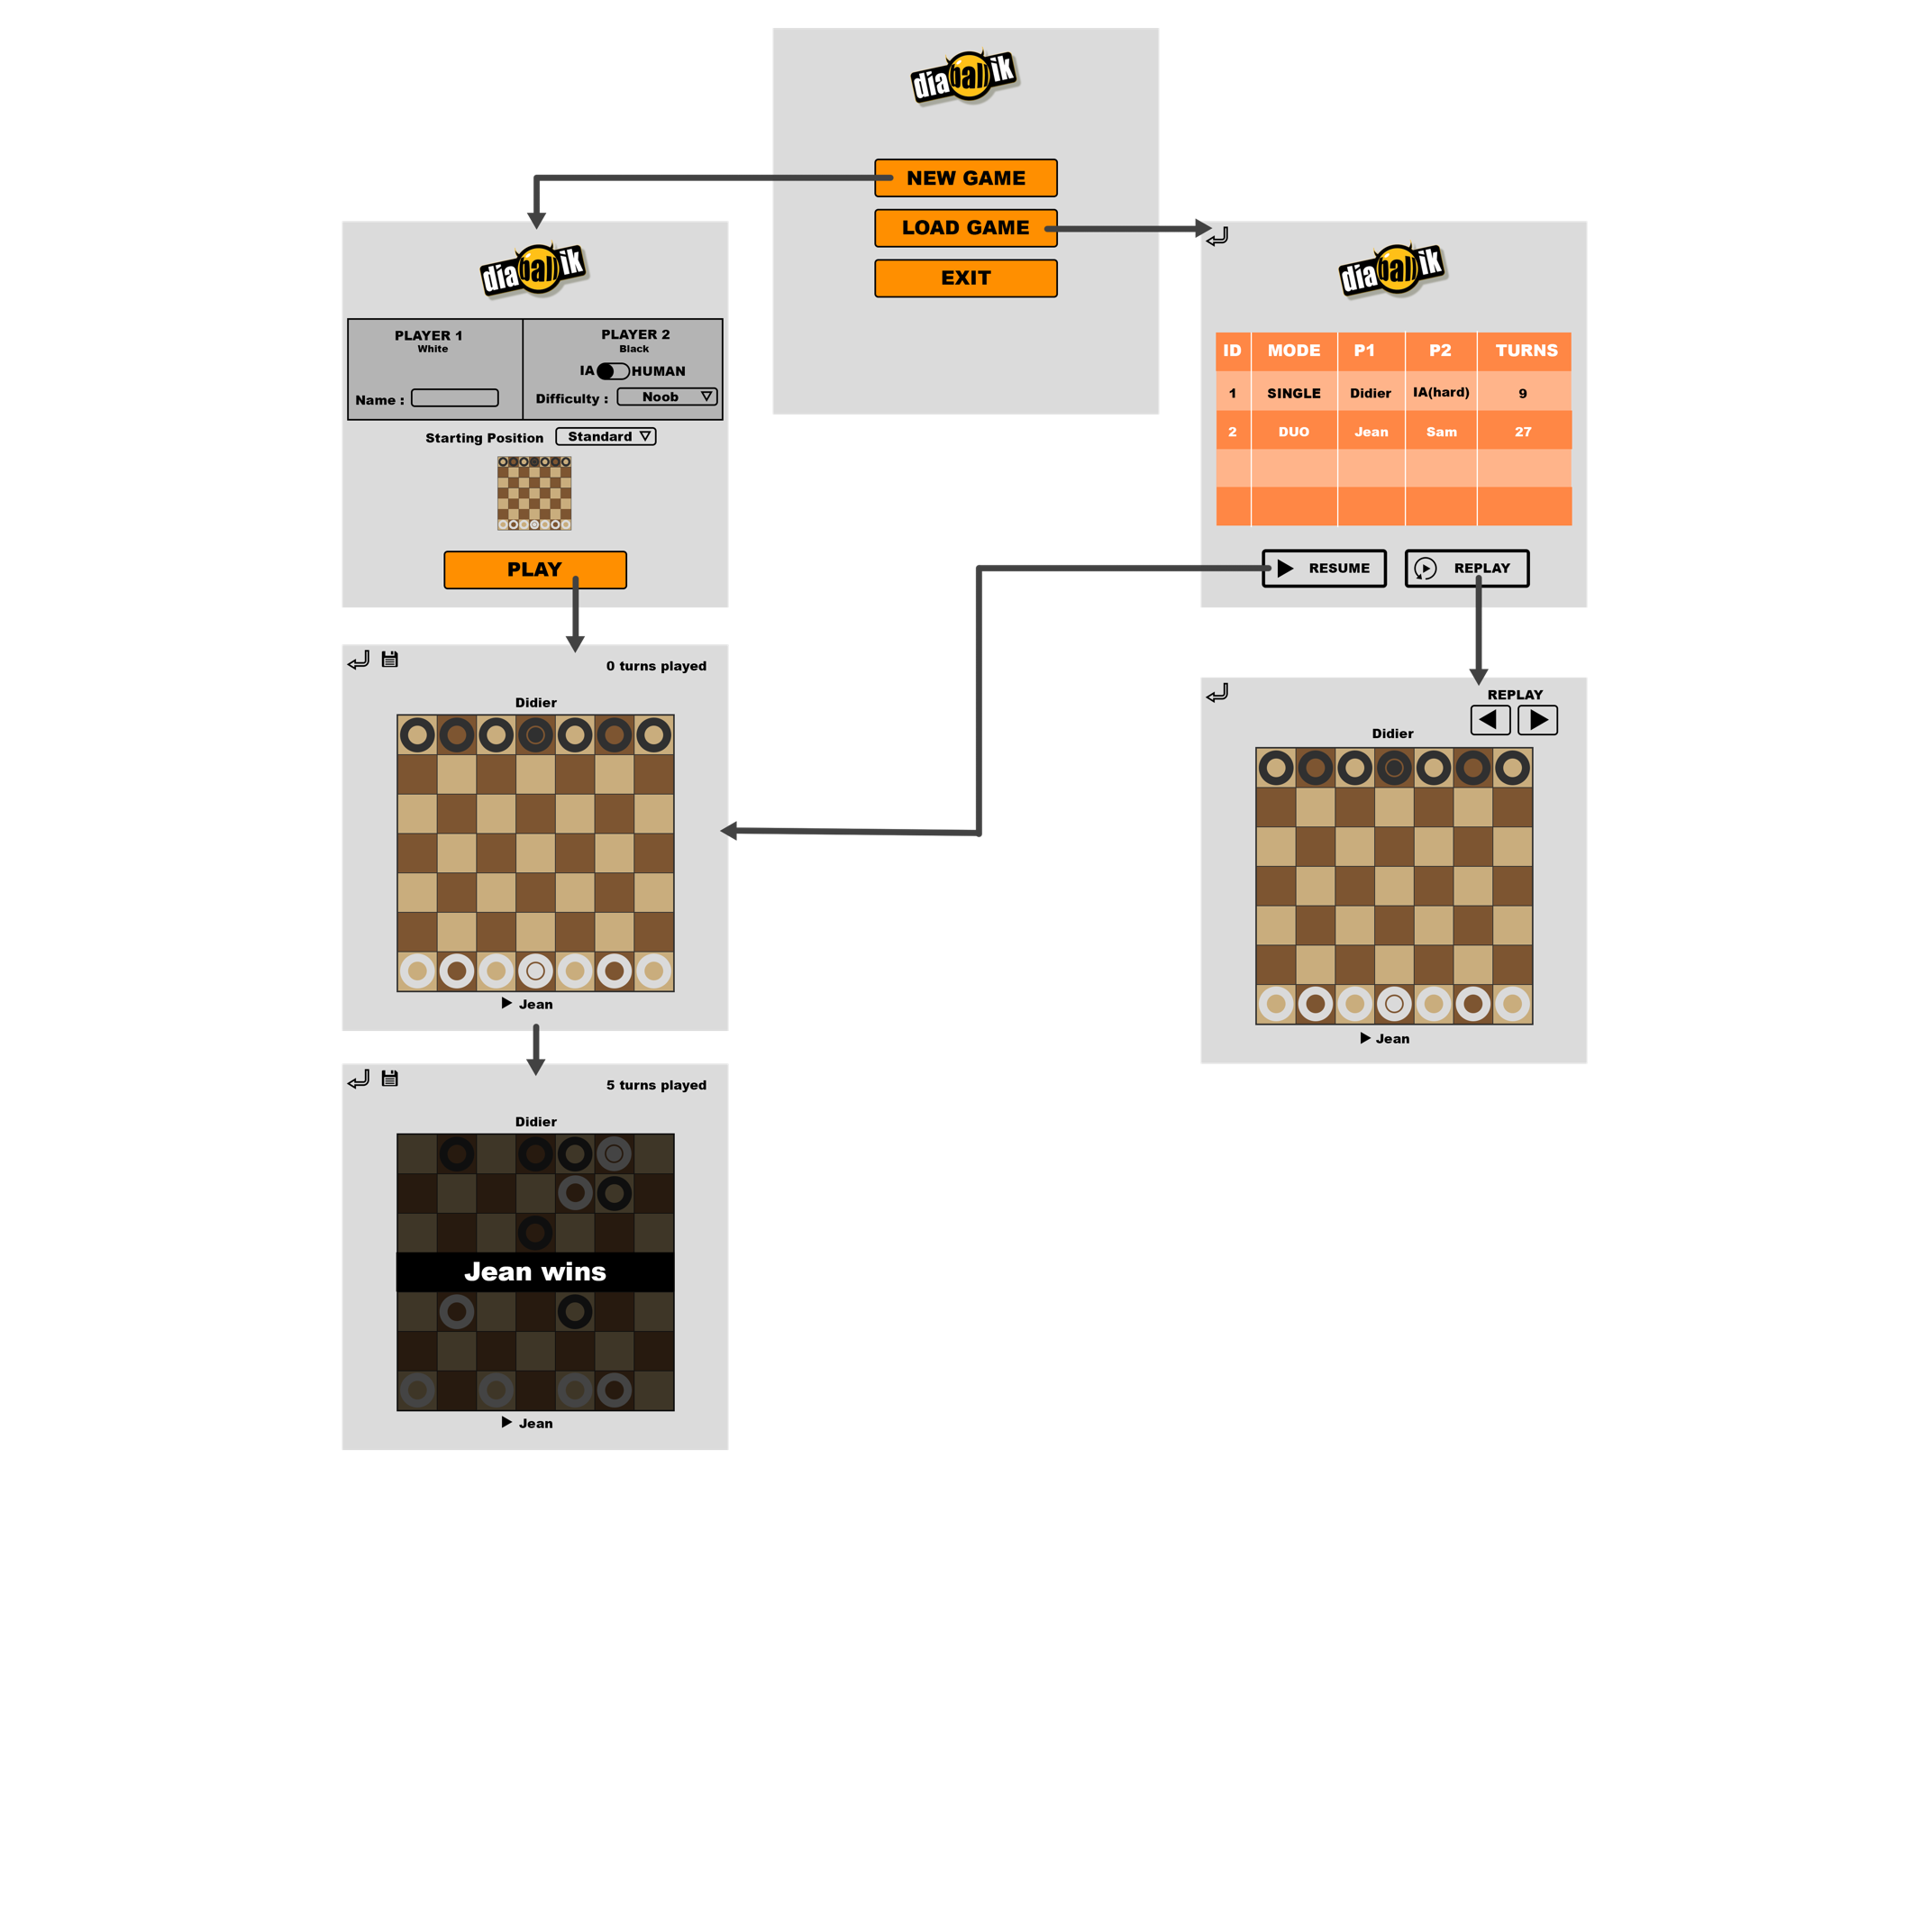 diaballik
NEW GAME
LOAD GAME
EXIT
diaballik
PLAYER 1
White
Name :
PLAYER 2
Black
IA HUMAN
Difficulty : Noob
Starting Position Standard
PLAY
diaballik
ID MODE P1 P2 TURNS
1 SINGLE Didier IA(hard) 9
2 DUO Jean Sam 27
RESUME REPLAY
0 turns played
Didier
Jean
REPLAY
Didier
Jean
5 turns played
Didier
Jean wins
Jean